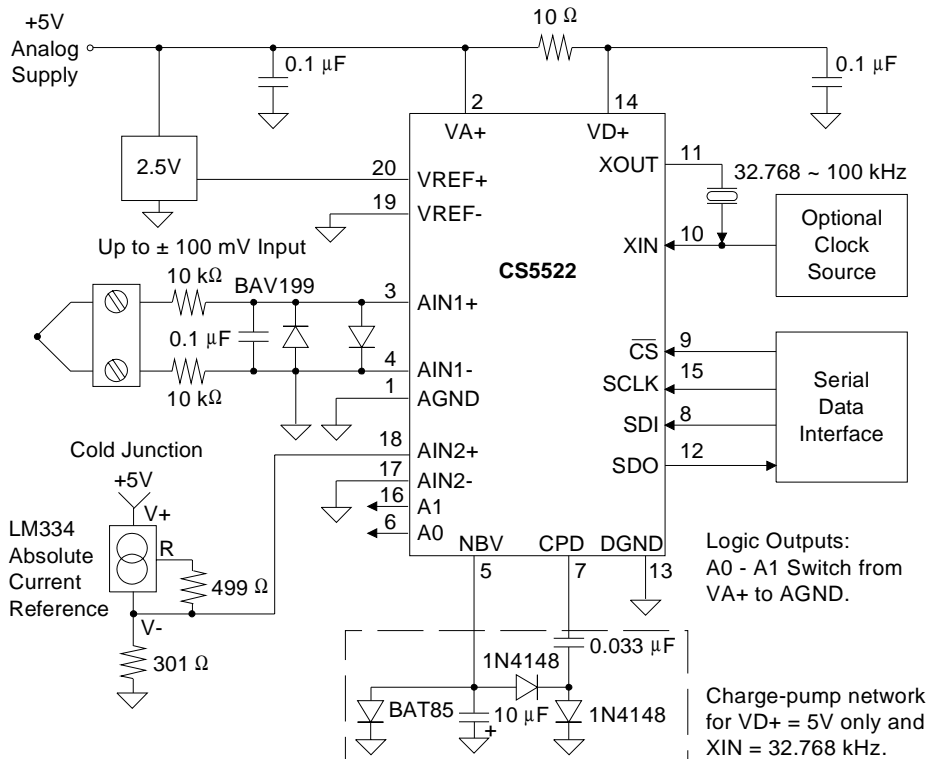 +5V
Analog
Supply
10 Ω
0.1 µF
0.1 µF
2
14
VA+
VD+
2.5V
20
VREF+
19
VREF-
XOUT
11
32.768 ~ 100 kHz
XIN
10
Optional
Clock
Source
CS5522
Up to ± 100 mV Input
10 kΩ
BAV199
3
AIN1+
0.1 µF
4
AIN1-
10 kΩ
1
AGND
CS
9
SCLK
15
SDI
8
SDO
12
Serial
Data
Interface
18
AIN2+
17
AIN2-
16
A1
6
A0
Cold Junction
+5V
V+
R
LM334
Absolute
Current
Reference
499 Ω
V-
301 Ω
NBV
CPD
DGND
5
7
13
Logic Outputs:
A0 - A1 Switch from
VA+ to AGND.
0.033 µF
1N4148
BAT85
10 µF
+
1N4148
Charge-pump network
for VD+ = 5V only and
XIN = 32.768 kHz.